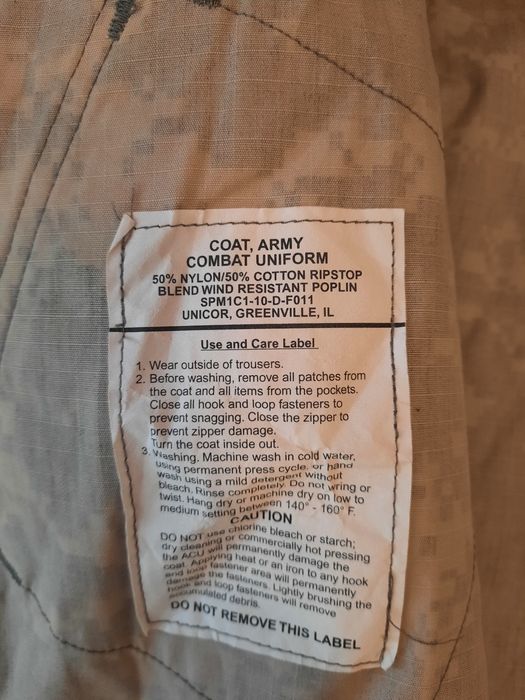 COAT, ARMY
COMBAT UNIFORM
50% NYLON/50% COTTON RIPSTOP
BLEND WIND RESISTANT POPLIN
SPM1C1-10-D-F011
UNICOR, GREENVILLE, IL
Use and Care Label
1. Wear outside of trousers.
2. Before washing, remove all patches from
the coat and all items from the pockets.
Close all hook and loop fasteners to
prevent snagging. Close the zipper to
prevent zipper damage.
Turn the coat inside out.
3. Washing. Machine wash in cold water,
using permanent press cycle, or hand
wash using a mild detergent without
bleach. Rinse completely. Do not wring or
twist. Hang dry or machine dry on low to
medium setting between 140° - 160° F.
CAUTION
DO NOT use chlorine bleach or starch;
dry cleaning or commercially hot pressing
the ACU will permanently damage the
coat. Applying heat or an iron to any hook
and loop fastener area will permanently
damage the fasteners. Lightly brushing the
hook and loop fasteners will remove
accumulated debris.
DO NOT REMOVE THIS LABEL